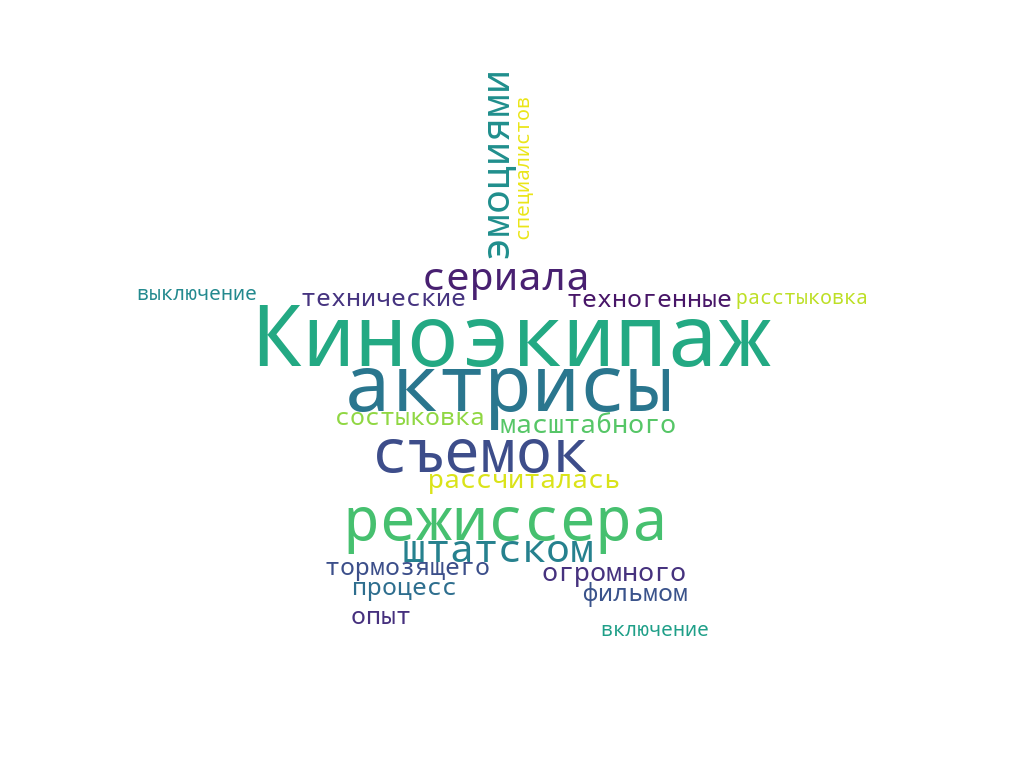 эмоциями
специалистов
сериала
выключение
технические
техногенные
расстыковка
Киноэкипаж
актрисы
состыковка
масштабного
съемок
рассчиталась
режиссера
штатском
тормозящего
огромного
процесс
фильмом
опыт
включение